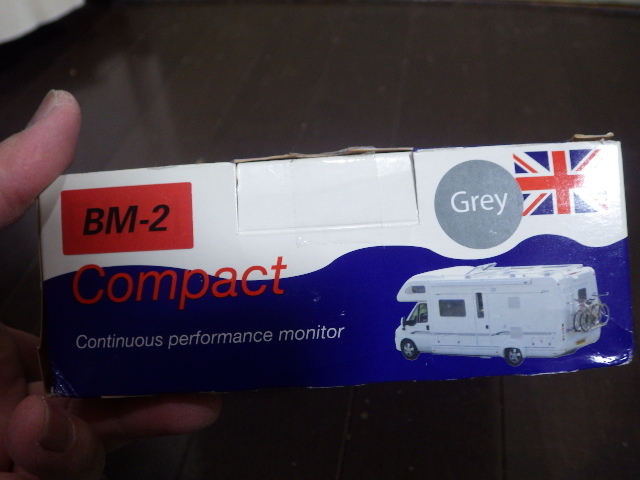 BM-2
Compact
Continuous performance monitor
Grey